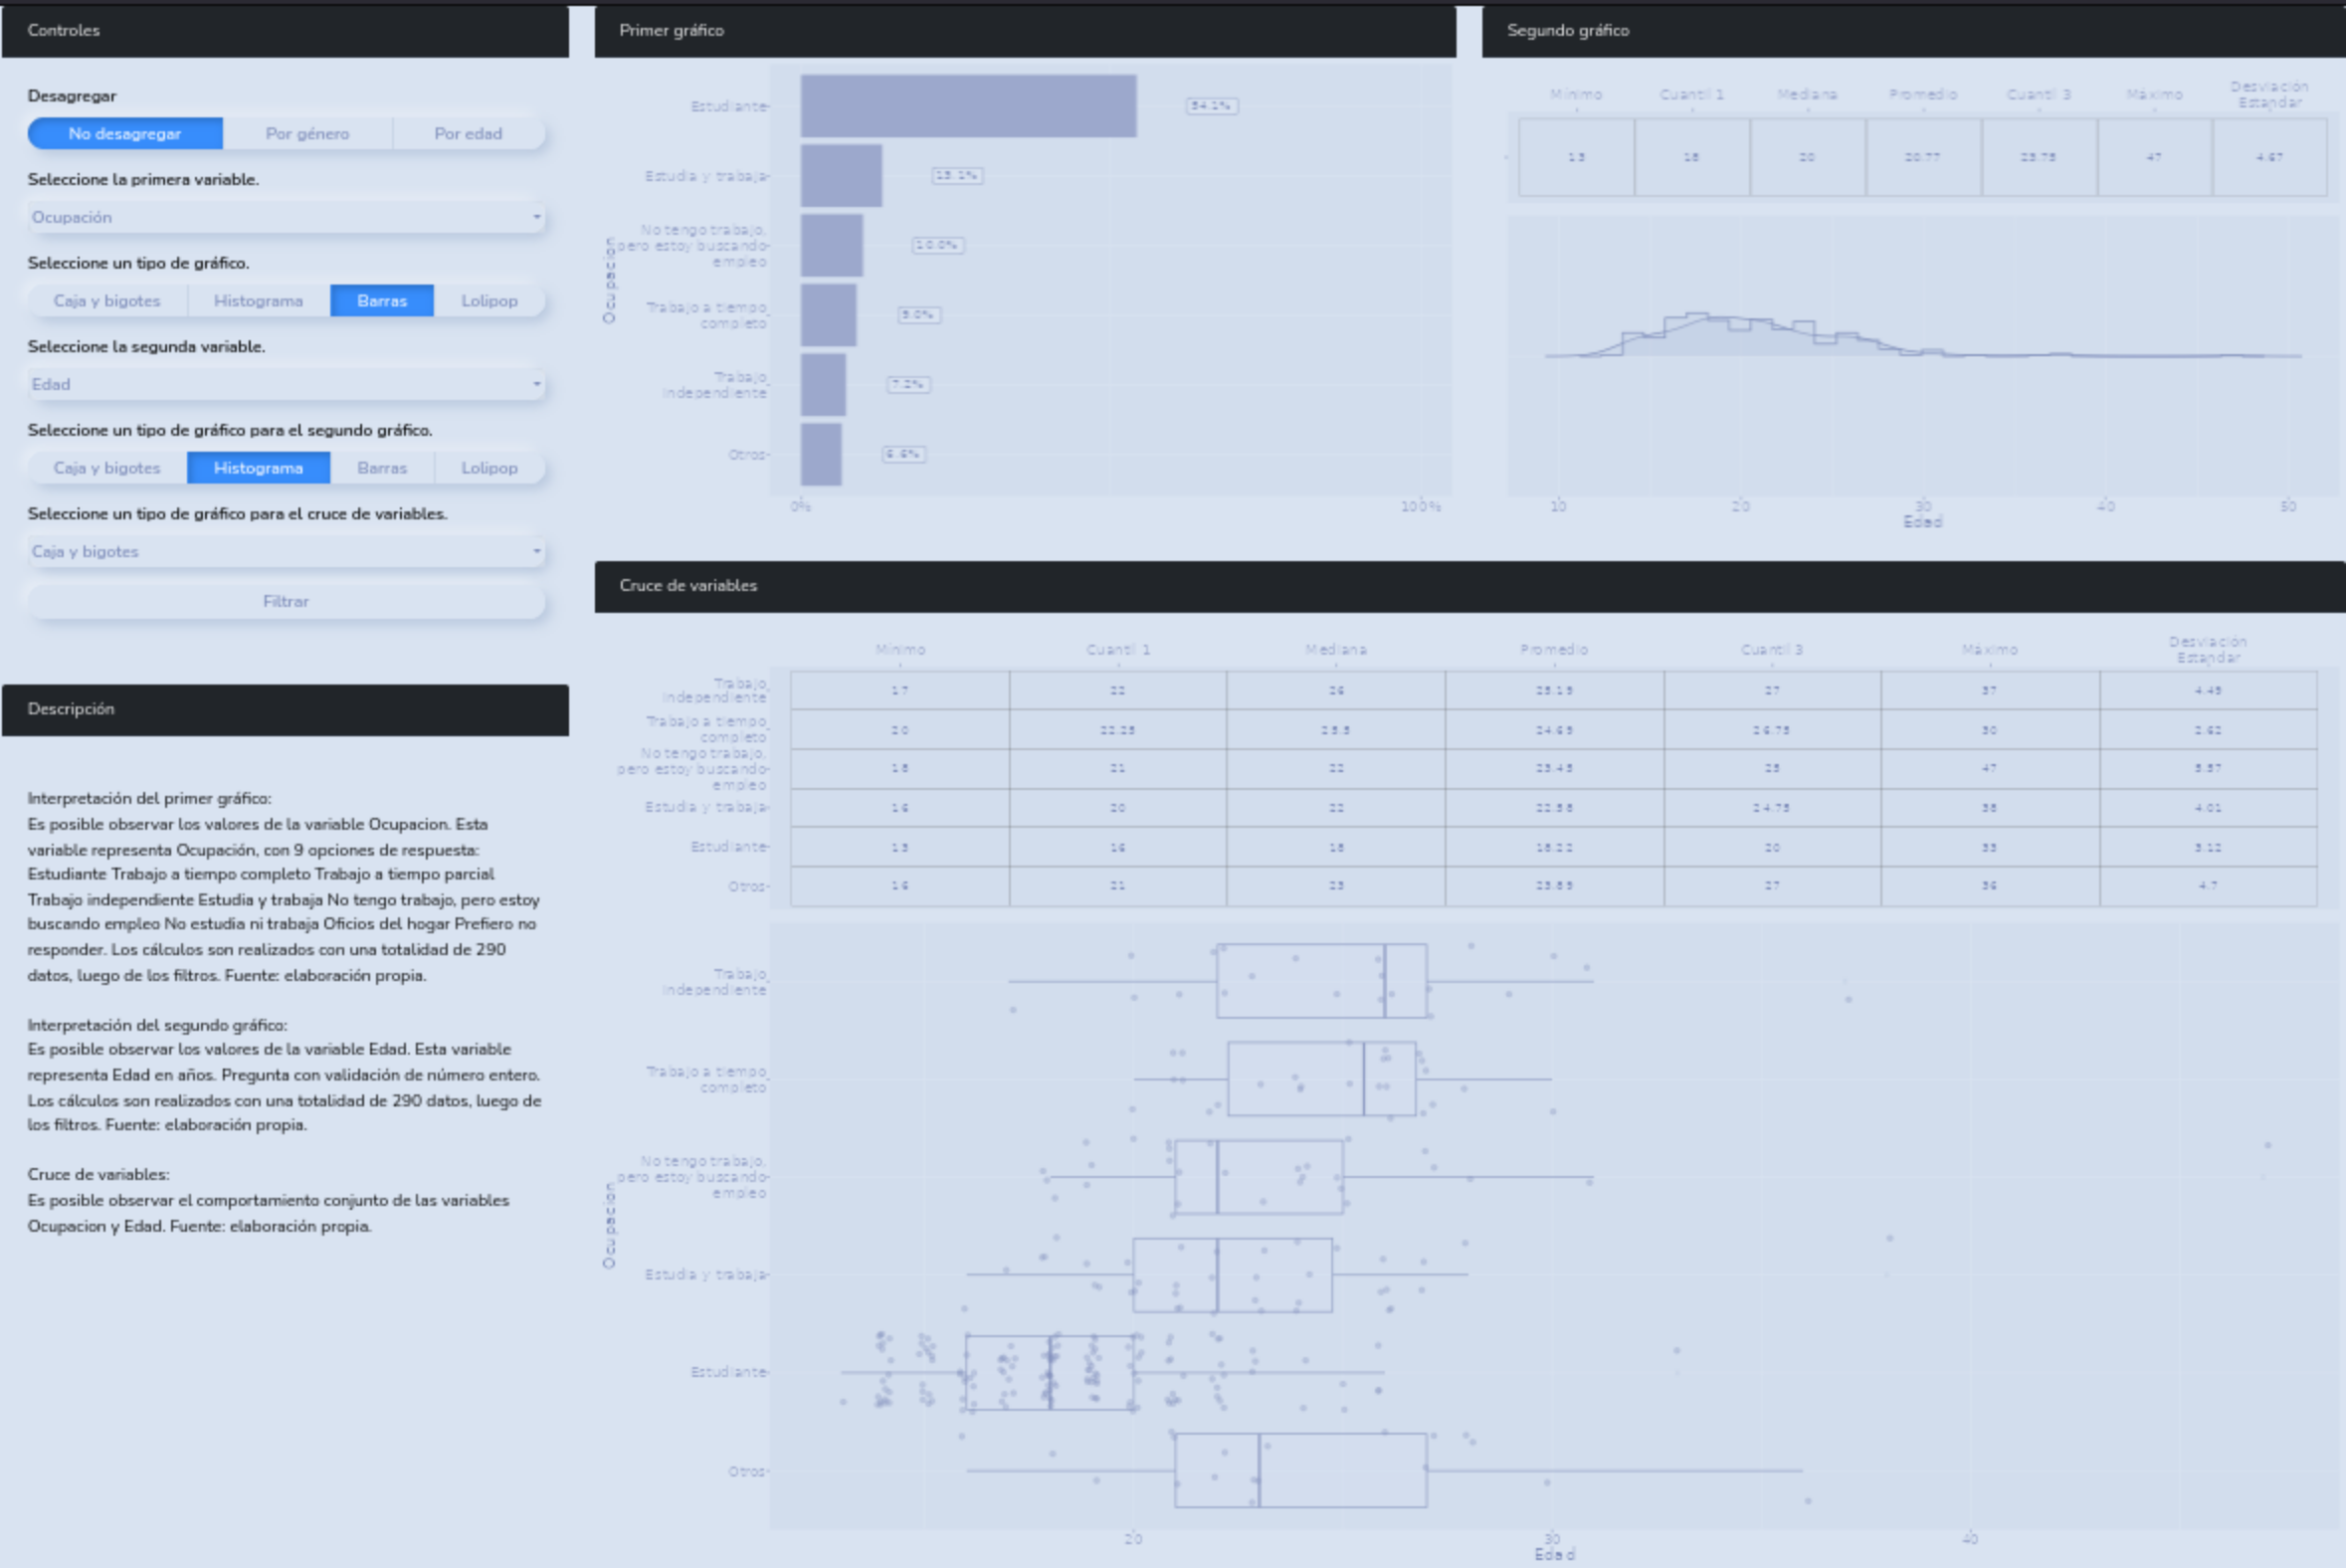 Controles
Desagregar
No desagregar Por género Por edad
Seleccione la primera variable.
Ocupación
Seleccione un tipo de gráfico.
Caja y bigotes Histograma Barras Lolipop
Seleccione la segunda variable.
Edad
Seleccione un tipo de gráfico para el segundo gráfico.
Caja y bigotes Histograma Barras Lolipop
Seleccione un tipo de gráfico para el cruce de variables.
Caja y bigotes
Filtrar
Descripción
Interpretación del primer gráfico:
Es posible observar los valores de la variable Ocupacion. Esta
variable representa Ocupación, con 9 opciones de respuesta:
Estudiante Trabajo a tiempo completo Trabajo a tiempo parcial
Trabajo independiente Estudia y trabaja No tengo trabajo, pero estoy
buscando empleo No estudia ni trabaja Oficios del hogar Prefiero no
responder. Los cálculos son realizados con una totalidad de 290
datos, luego de los filtros. Fuente: elaboración propia.
Interpretación del segundo gráfico:
Es posible observar los valores de la variable Edad. Esta variable
representa Edad en años. Pregunta con validación de número entero.
Los cálculos son realizados con una totalidad de 290 datos, luego de
los filtros. Fuente: elaboración propia.
Cruce de variables:
Es posible observar el comportamiento conjunto de las variables
Ocupacion y Edad. Fuente: elaboración propia.
Primer gráfico
Ocupacion
Estudiante
54.1%
Estudia y trabaja
13.1%
No tengo trabajo,
pero estoy buscando
empleo
10.0%
Trabajo a tiempo
completo
9.0%
Trabajo
independiente
7.2%
Otros
6.6%
0% 100%
Segundo gráfico
Mínimo Cuantil 1 Mediana Promedio Cuantil 3 Máximo Desviación
Estándar
13 18 20 20.77 23.75 47 4.67
10 20 30 40 50
Edad
Cruce de variables
Mínimo Cuantil 1 Mediana Promedio Cuantil 3 Máximo Desviación
Estándar
Trabajo
independiente
17 22 26 27 37
Trabajo a tiempo
completo
20 22.25 25.5 26.75 30 2.62
No tengo trabajo,
pero estoy buscando
empleo
18 21 22 25 47
Estudia y trabaja
16 20 22 24.75 38 4.01
Estudiante
13 16 18 18.22 20 33 3.12
Otros
16 21 23 27 36 4.7
Ocupacion
Trabajo
independiente
Trabajo a tiempo
completo
No tengo trabajo,
pero estoy buscando
empleo
Estudia y trabaja
Estudiante
Otros
20 30 40
Edad